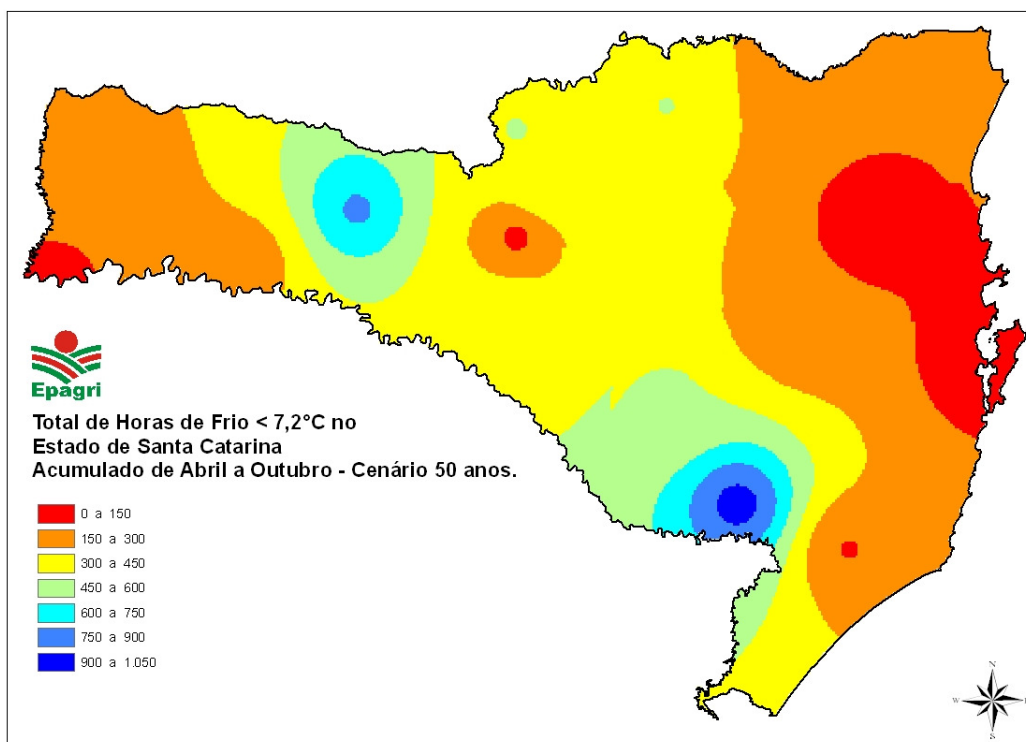 Epagri
Total de Horas de Frio < 7,2°C no
Estado de Santa Catarina
Acumulado de Abril a Outubro - Cenário 50 anos.
0 a 150
150 a 300
300 a 450
450 a 600
600 a 750
750 a 900
900 a 1.050
N
W
S